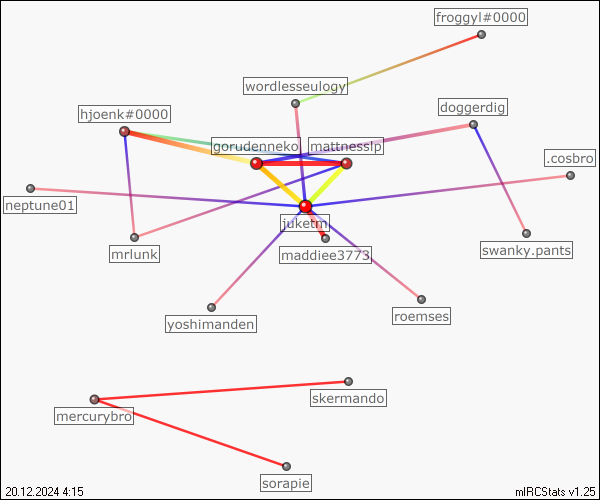 froggyl#0000
wordlesseulogy
hjoenk#0000
doggerdig
gorudenneko
mattnesslp
.cosbro
neptune01
juketm
mrlunk
maddiee3773
swanky.pants
yoshimanden
roemses
skermando
mercurybro
sorapie
20.12.2024 4:15
mIRCStats v1.25